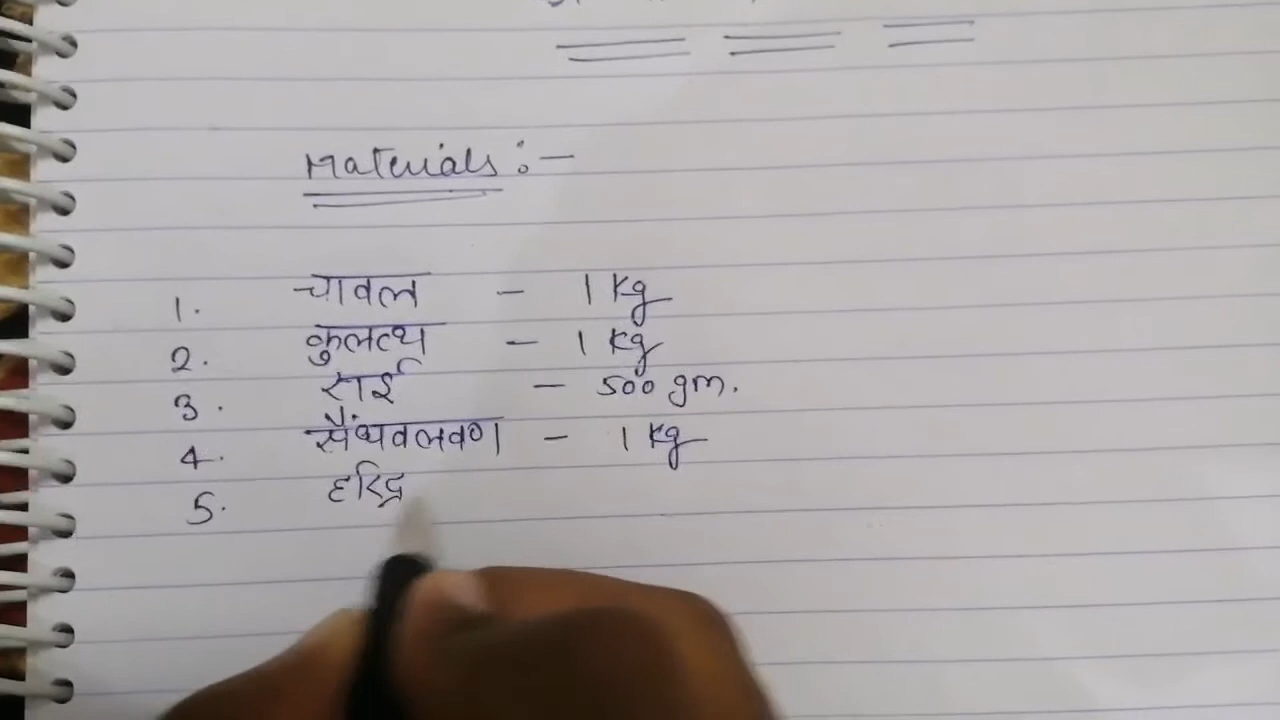 Materials :-
1. चावल - 1 Kg
2. कुलत्थ - 1 Kg
3. राई - 500 gm.
4. सैंधवलवण - 1 Kg
5. हरिद्र